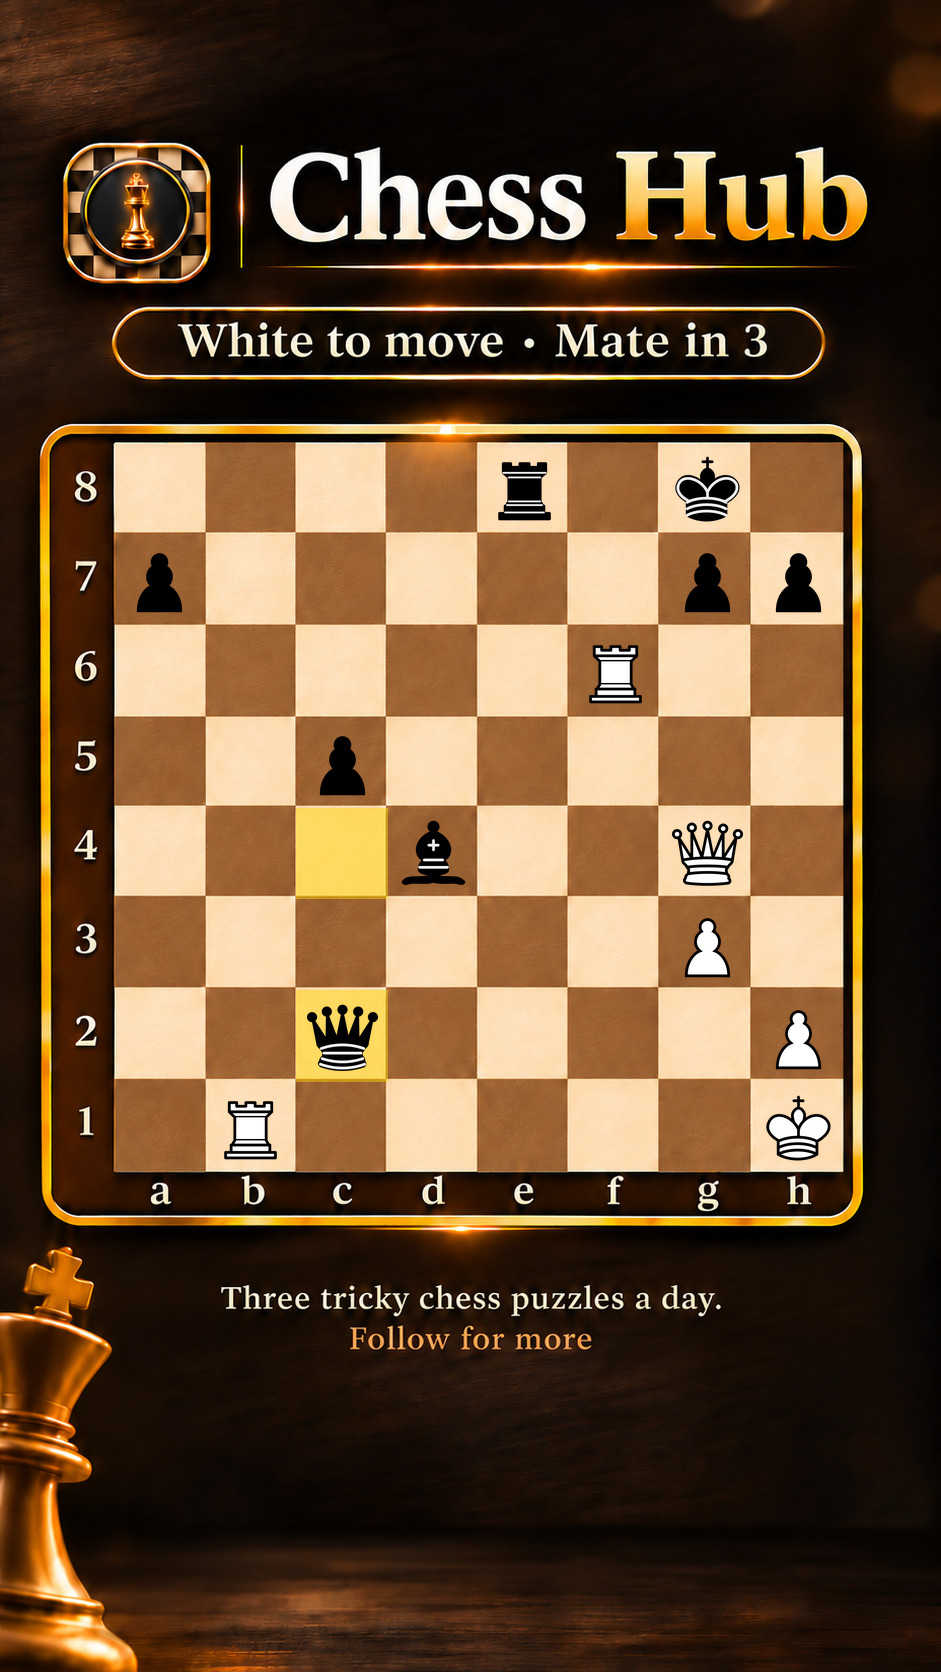 Chess Hub
White to move • Mate in 3
8
7
6
5
4
3
2
1
a b c d e f g h
Three tricky chess puzzles a day.
Follow for more